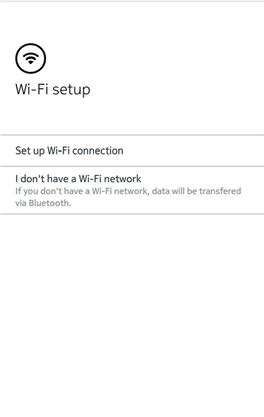 Wi-Fi setup
Set up Wi-Fi connection
I don't have a Wi-Fi network
If you don't have a Wi-Fi network, data will be transfered
via Bluetooth.